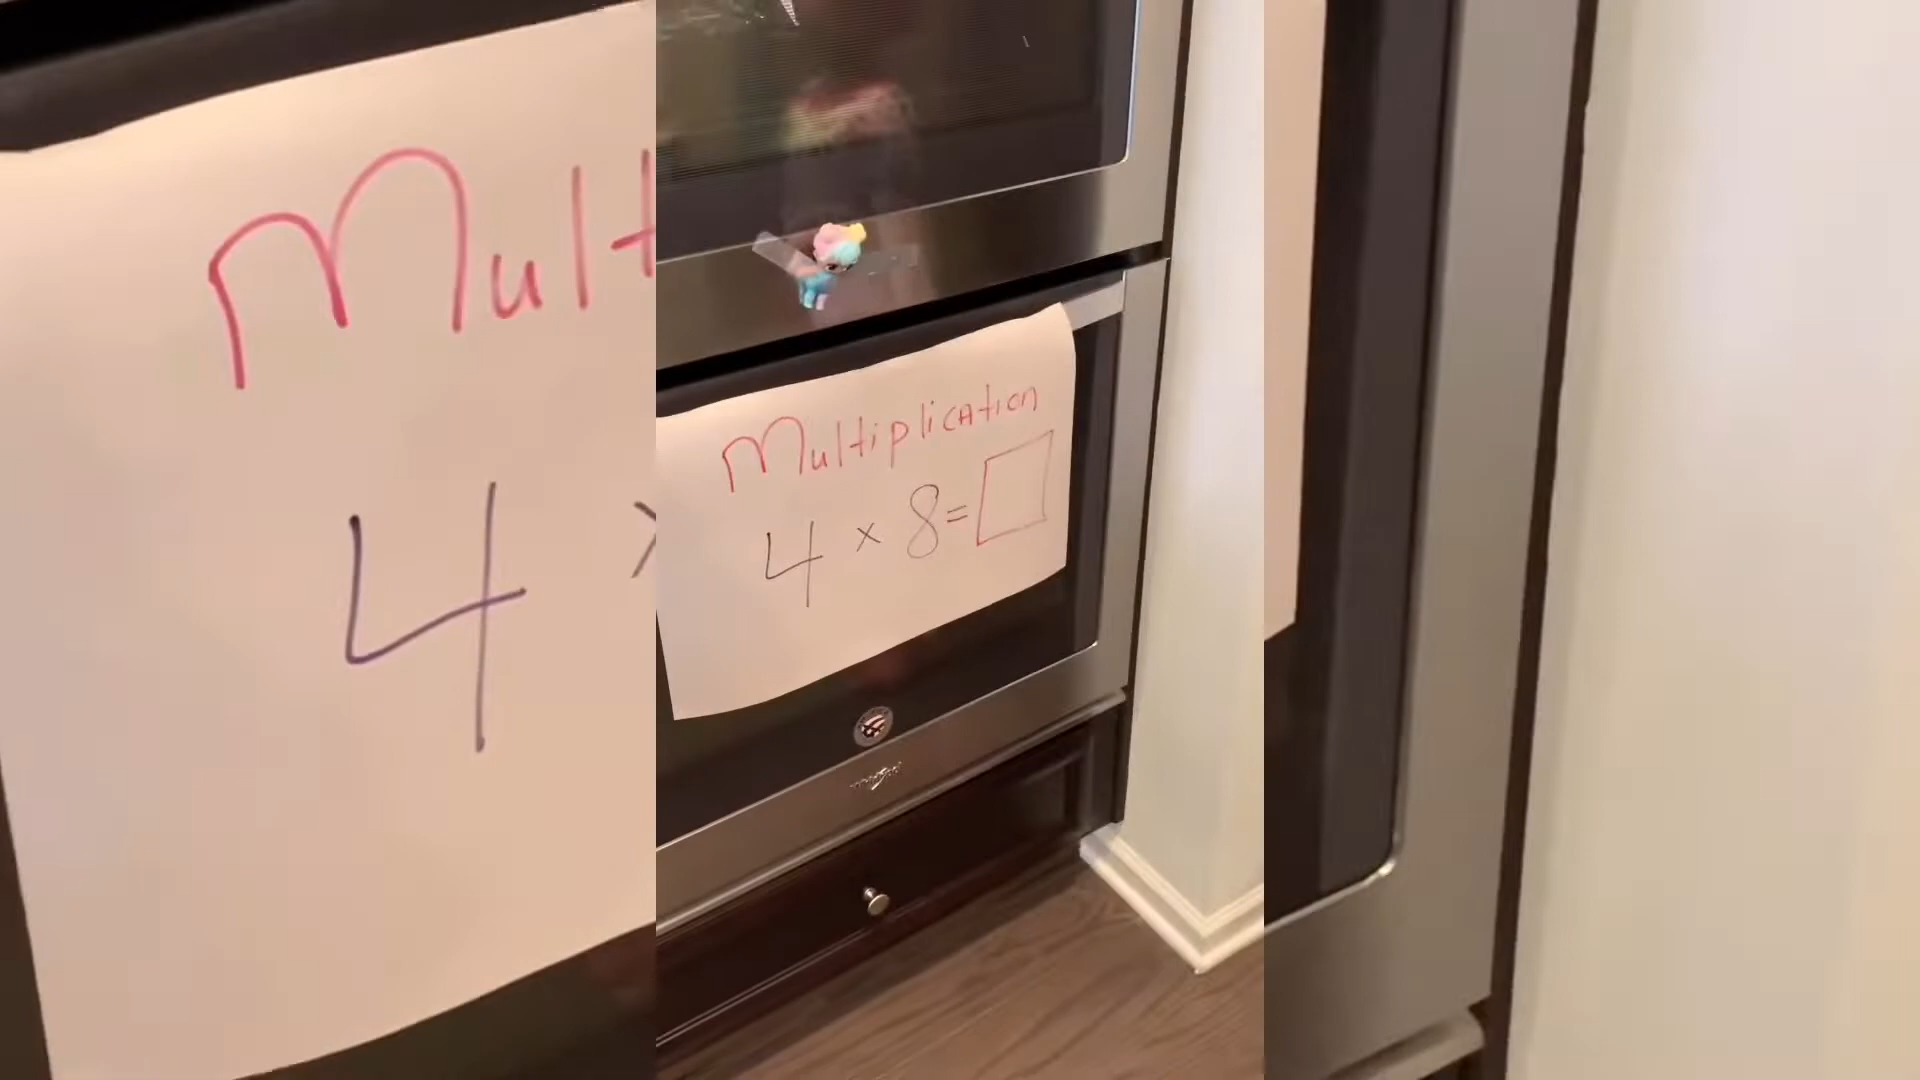 Multiplication
4 × 8 = □